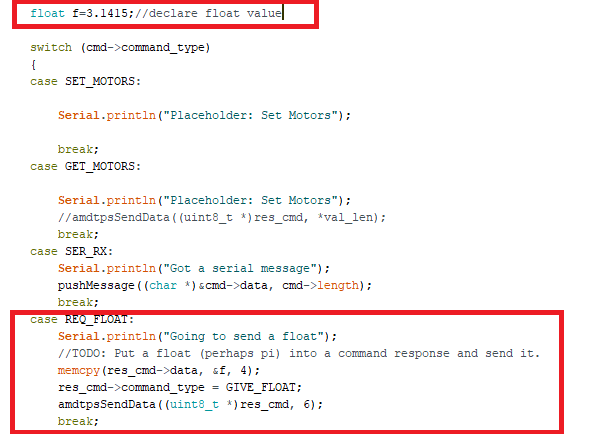 float f=3.1415;//declare float value
switch (cmd->command_type)
{
case SET_MOTORS:
Serial.println("Placeholder: Set Motors");
break;
case GET_MOTORS:
Serial.println("Placeholder: Set Motors");
//amdtpsSendData((uint8_t *)res_cmd, *val_len);
break;
case SER_RX:
Serial.println("Got a serial message");
pushMessage((char *)&cmd->data, cmd->length);
break;
case REQ_FLOAT:
Serial.println("Going to send a float");
//TODO: Put a float (perhaps pi) into a command response and send it.
memcpy(res_cmd->data, &f, 4);
res_cmd->command_type = GIVE_FLOAT;
amdtpsSendData((uint8_t *)res_cmd, 6);
break;